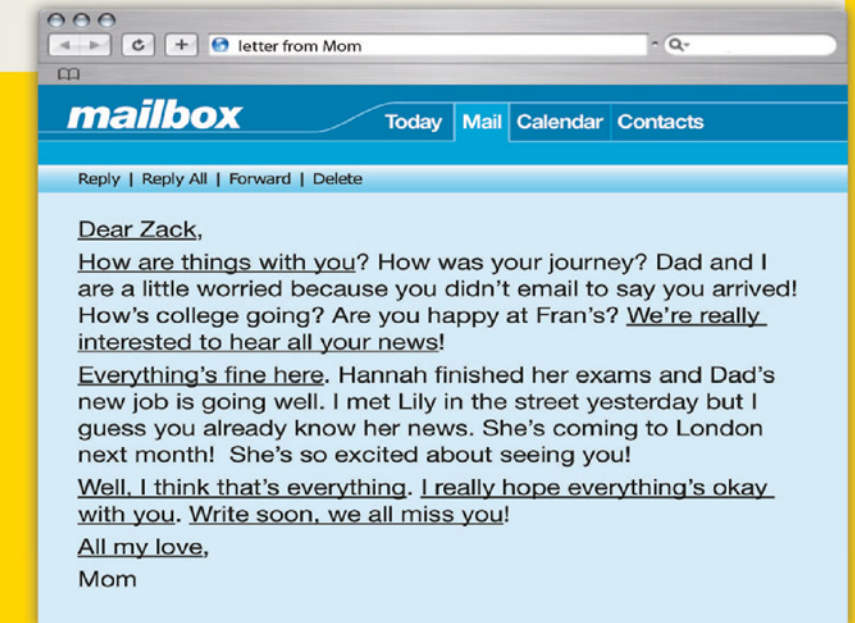 letter from Mom
mailbox
Today Mail Calendar Contacts
Reply | Reply All | Forward | Delete
Dear Zack,
How are things with you? How was your journey? Dad and I
are a little worried because you didn't email to say you arrived!
How's college going? Are you happy at Fran's? We're really
interested to hear all your news!
Everything's fine here. Hannah finished her exams and Dad's
new job is going well. I met Lily in the street yesterday but I
guess you already know her news. She's coming to London
next month! She's so excited about seeing you!
Well, I think that's everything. I really hope everything's okay
with you. Write soon, we all miss you!
All my love,
Mom